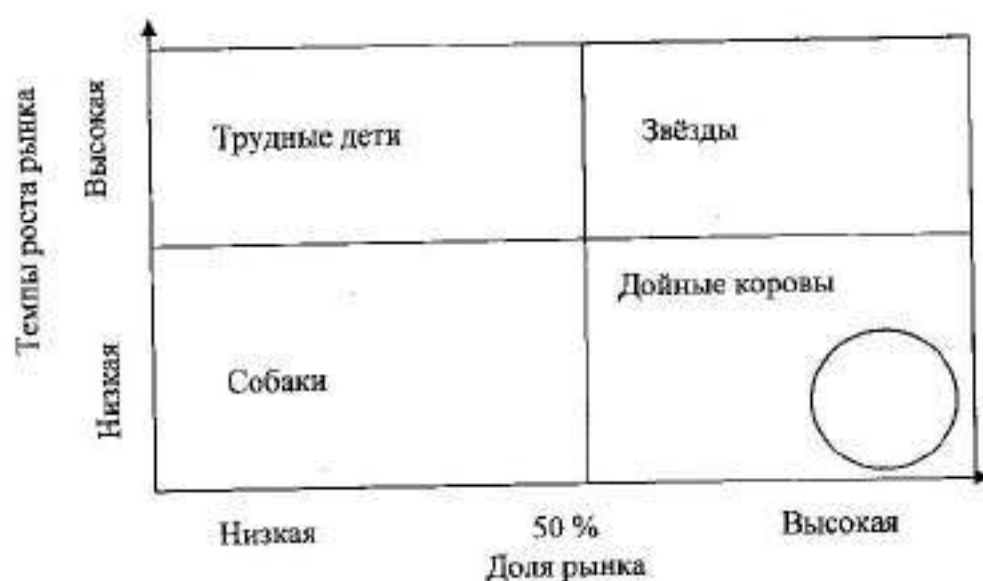 Темпы роста рынка
Высокая
Низкая
Трудные дети
Звёзды
Дойные коровы
Собаки
Низкая
50 %
Высокая
Доля рынка